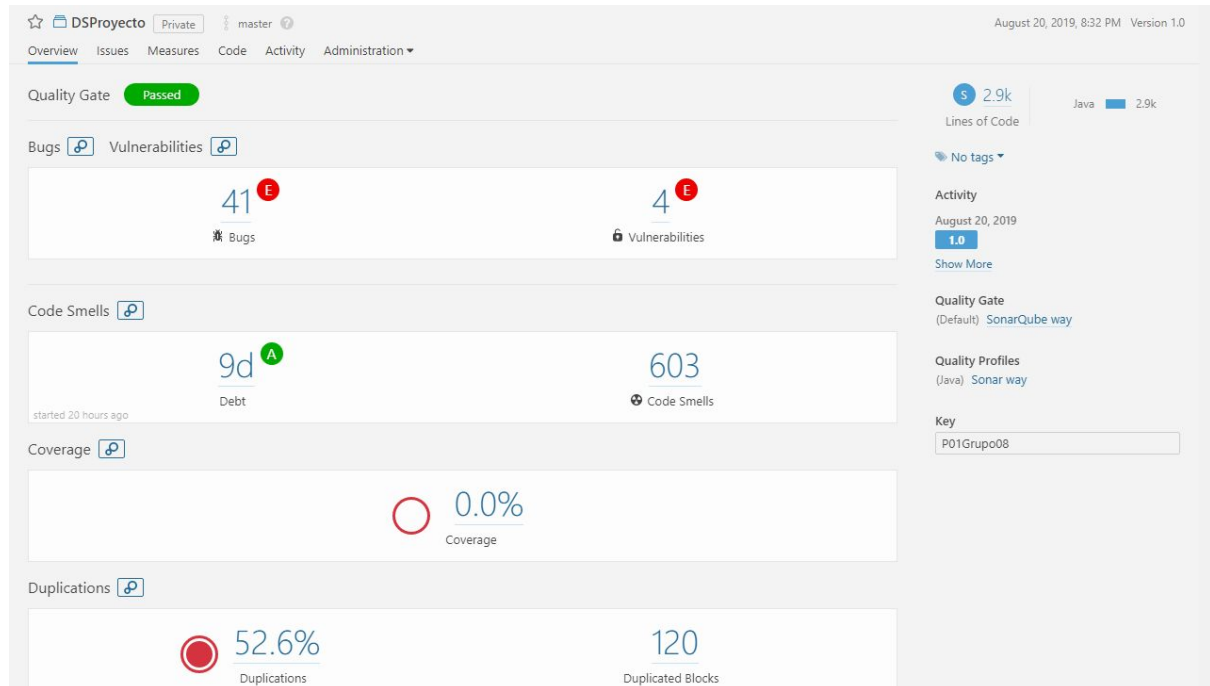 DSProyecto Private master August 20, 2019, 8:32 PM Version 1.0
Overview Issues Measures Code Activity Administration
Quality Gate Passed
Bugs Vulnerabilities
41 E
Bugs
4 E
Vulnerabilities
Code Smells
9d A
Debt
started 20 hours ago
603
Code Smells
Coverage
0.0%
Coverage
Duplications
52.6%
Duplications
120
Duplicated Blocks
S 2.9k
Lines of Code
Java 2.9k
No tags
Activity
August 20, 2019
1.0
Show More
Quality Gate
(Default) SonarQube way
Quality Profiles
(Java) Sonar way
Key
P01Grupo08